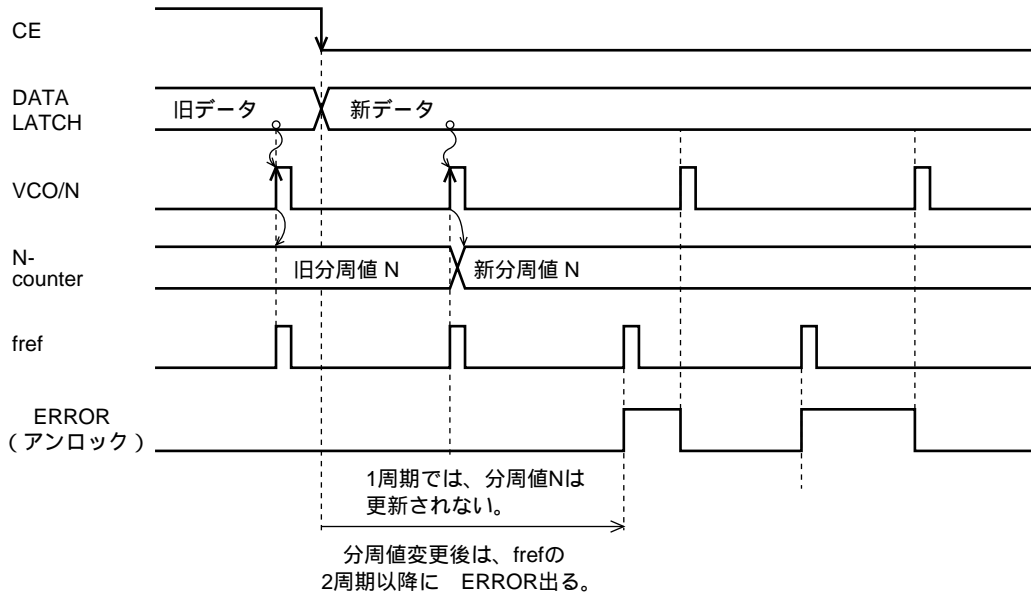 CE
DATA
LATCH
旧データ
新データ
VCO/N
N-
counter
旧分周値 N
新分周値 N
fref
ERROR
（アンロック）
1周期では、分周値Nは
更新されない。
分周値変更後は、frefの
2周期以降に　ERROR出る。